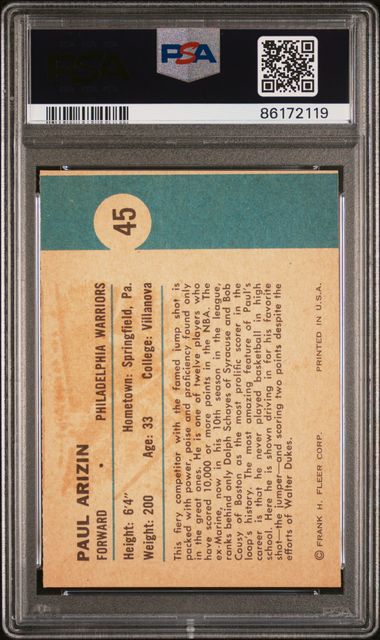 PSA
86172119
45
PAUL ARIZIN
FORWARD • PHILADELPHIA WARRIORS
Height: 6'4" Hometown: Springfield, Pa.
Weight: 200 Age: 33 College: Villanova
This fiery competitor with the famed jump shot is
packed with power, poise and proficiency found only
in the great ones. He is one of twelve players who
have scored 10,000 or more points in the NBA. The
ex-Marine, now in his 10th season in the league,
ranks behind only Dolph Schayes of Syracuse and Bob
Cousy of Boston as the most prolific scorer in the
loop's history. The most amazing feature of Paul's
career is that he never played basketball in high
school. Here he is shown driving in for his favorite
shot—the jumper—and scoring two points despite the
efforts of Walter Dukes.
© FRANK H. FLEER CORP. PRINTED IN U.S.A.